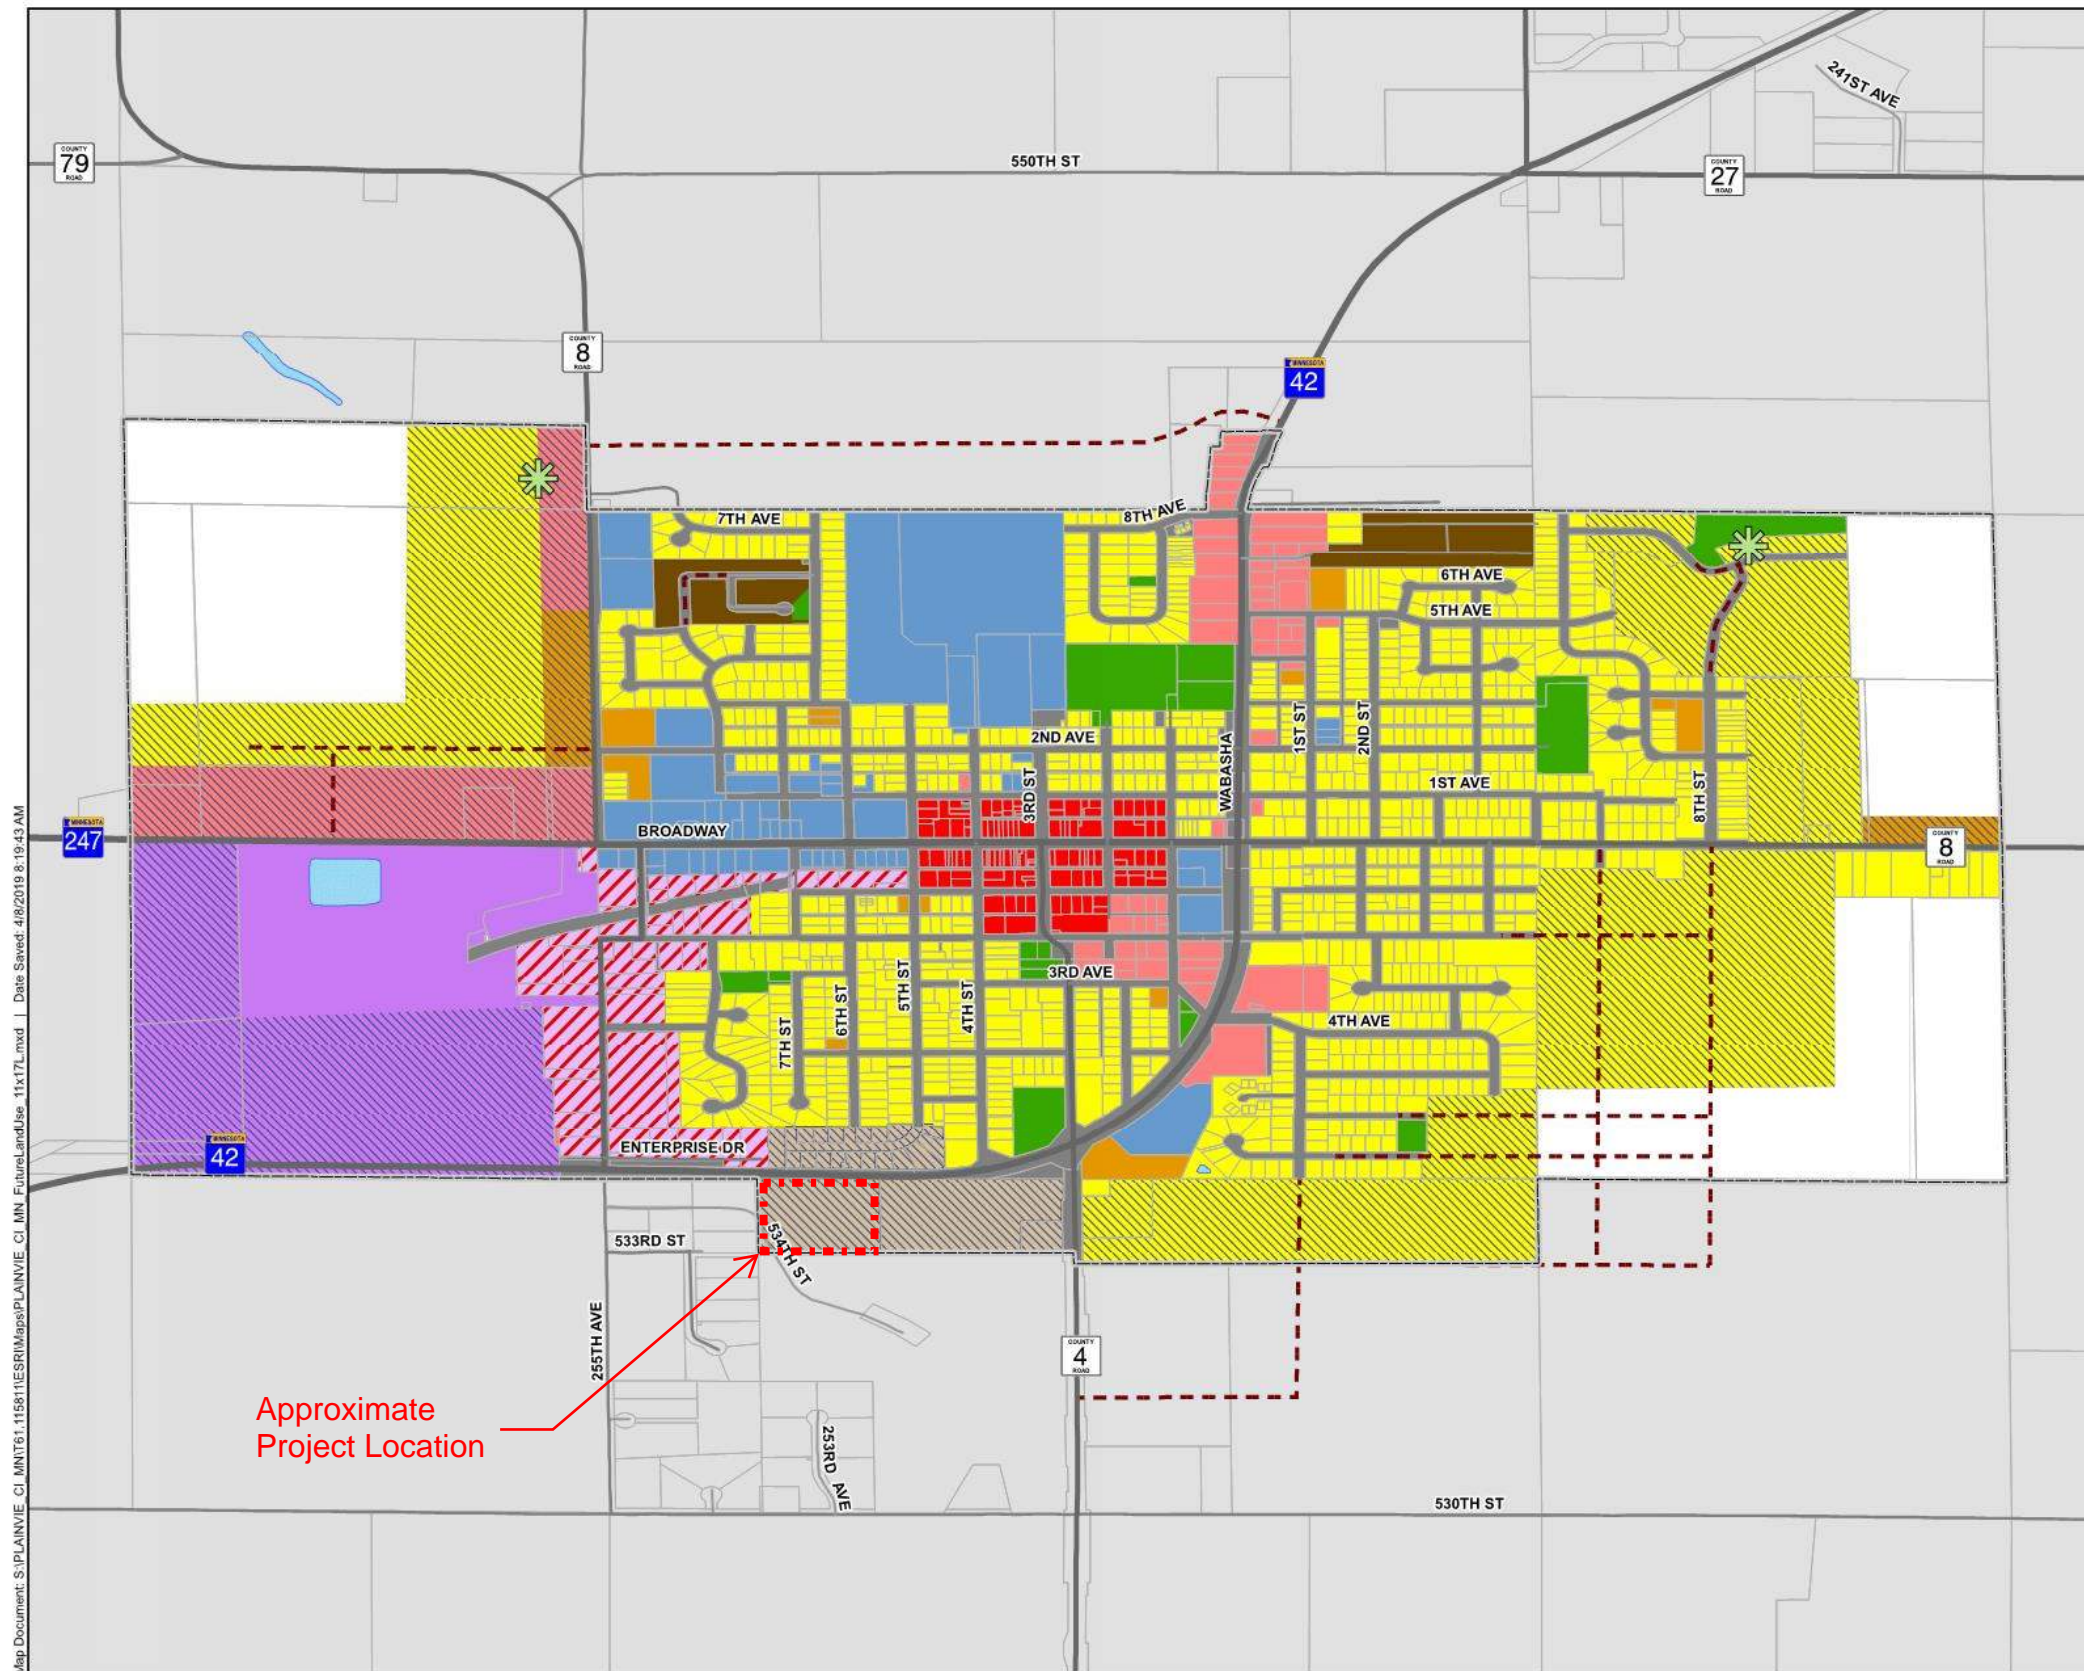 241ST AVE
COUNTY
79
ROAD
550TH ST
COUNTY
27
ROAD
COUNTY
8
ROAD
MINNESOTA
42
7TH AVE
8TH AVE
6TH AVE
5TH AVE
2ND AVE
1ST ST
2ND ST
WABASHA
3RD ST
1ST AVE
8TH ST
MINNESOTA
247
BROADWAY
COUNTY
8
ROAD
3RD AVE
5TH ST
4TH ST
6TH ST
7TH ST
4TH AVE
ENTERPRISE DR
MINNESOTA
42
533RD ST
534TH ST
255TH AVE
COUNTY
4
ROAD
Approximate
Project Location
253RD AVE
530TH ST
Map Document: S:\PLAINVIE_CI_MN\T61.115811\ESRI\Maps\PLAINVIE_CI_MN_FutureLandUse_11x17L.mxd | Date Saved: 4/8/2019 8:19:43 AM